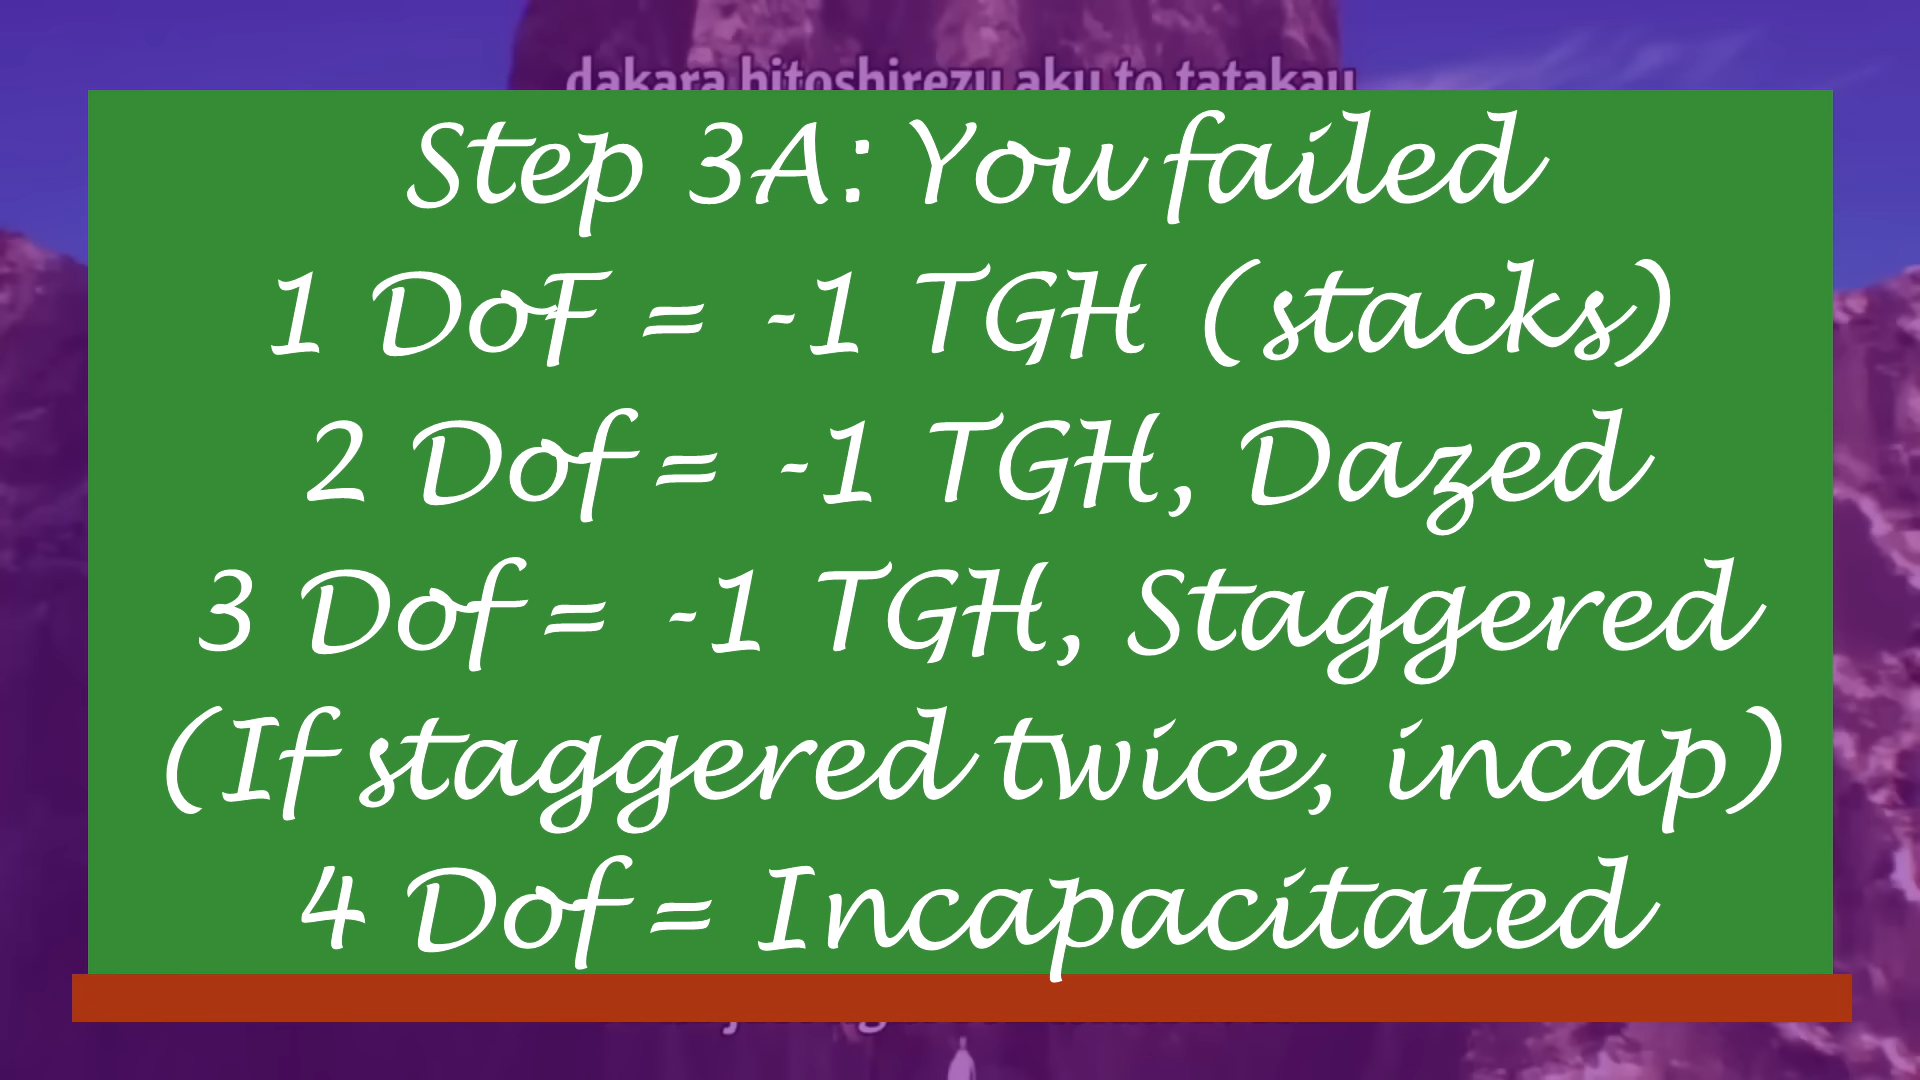 dakara hitoshirezu aku to tatakau
Step 3A: You failed
1 DoF = -1 TGH (stacks)
2 Dof = -1 TGH, Dazed
3 Dof = -1 TGH, Staggered
(If staggered twice, incap)
4 Dof = Incapacitated